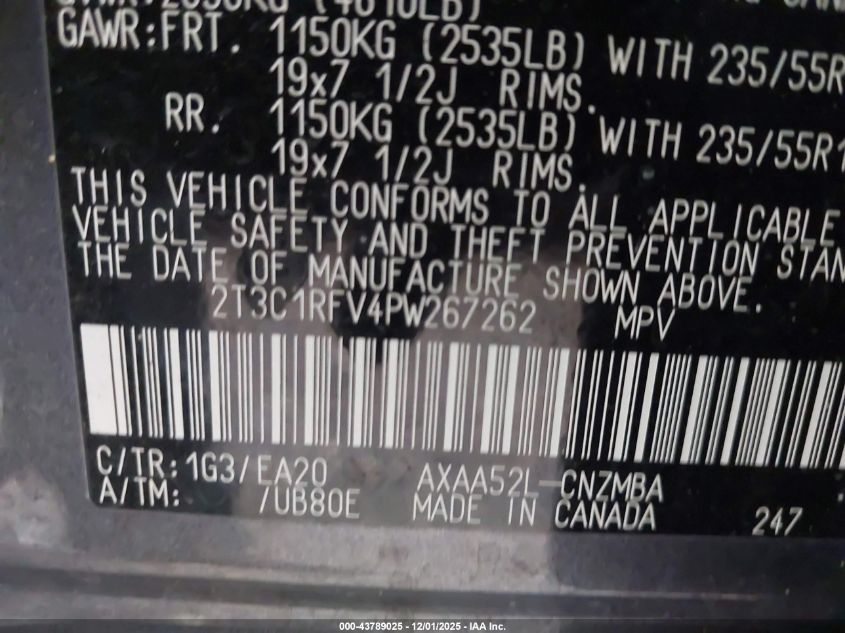 GAWR:FRT. 1150KG (2535LB) WITH 235/55R
19x7 1/2J RIMS.
RR. 1150KG (2535LB) WITH 235/55R1
19x7 1/2J RIMS.
THIS VEHICLE CONFORMS TO ALL APPLICABLE
VEHICLE SAFETY AND THEFT PREVENTION STAN
THE DATE OF MANUFACTURE SHOWN ABOVE.
2T3C1RFV4PW267262 MPV
C/TR: 1G3/EA20 AXAA52L-CNZMBA
A/TM: /UB80E MADE IN CANADA 247
000-43789025 - 12/01/2025 - IAA Inc.